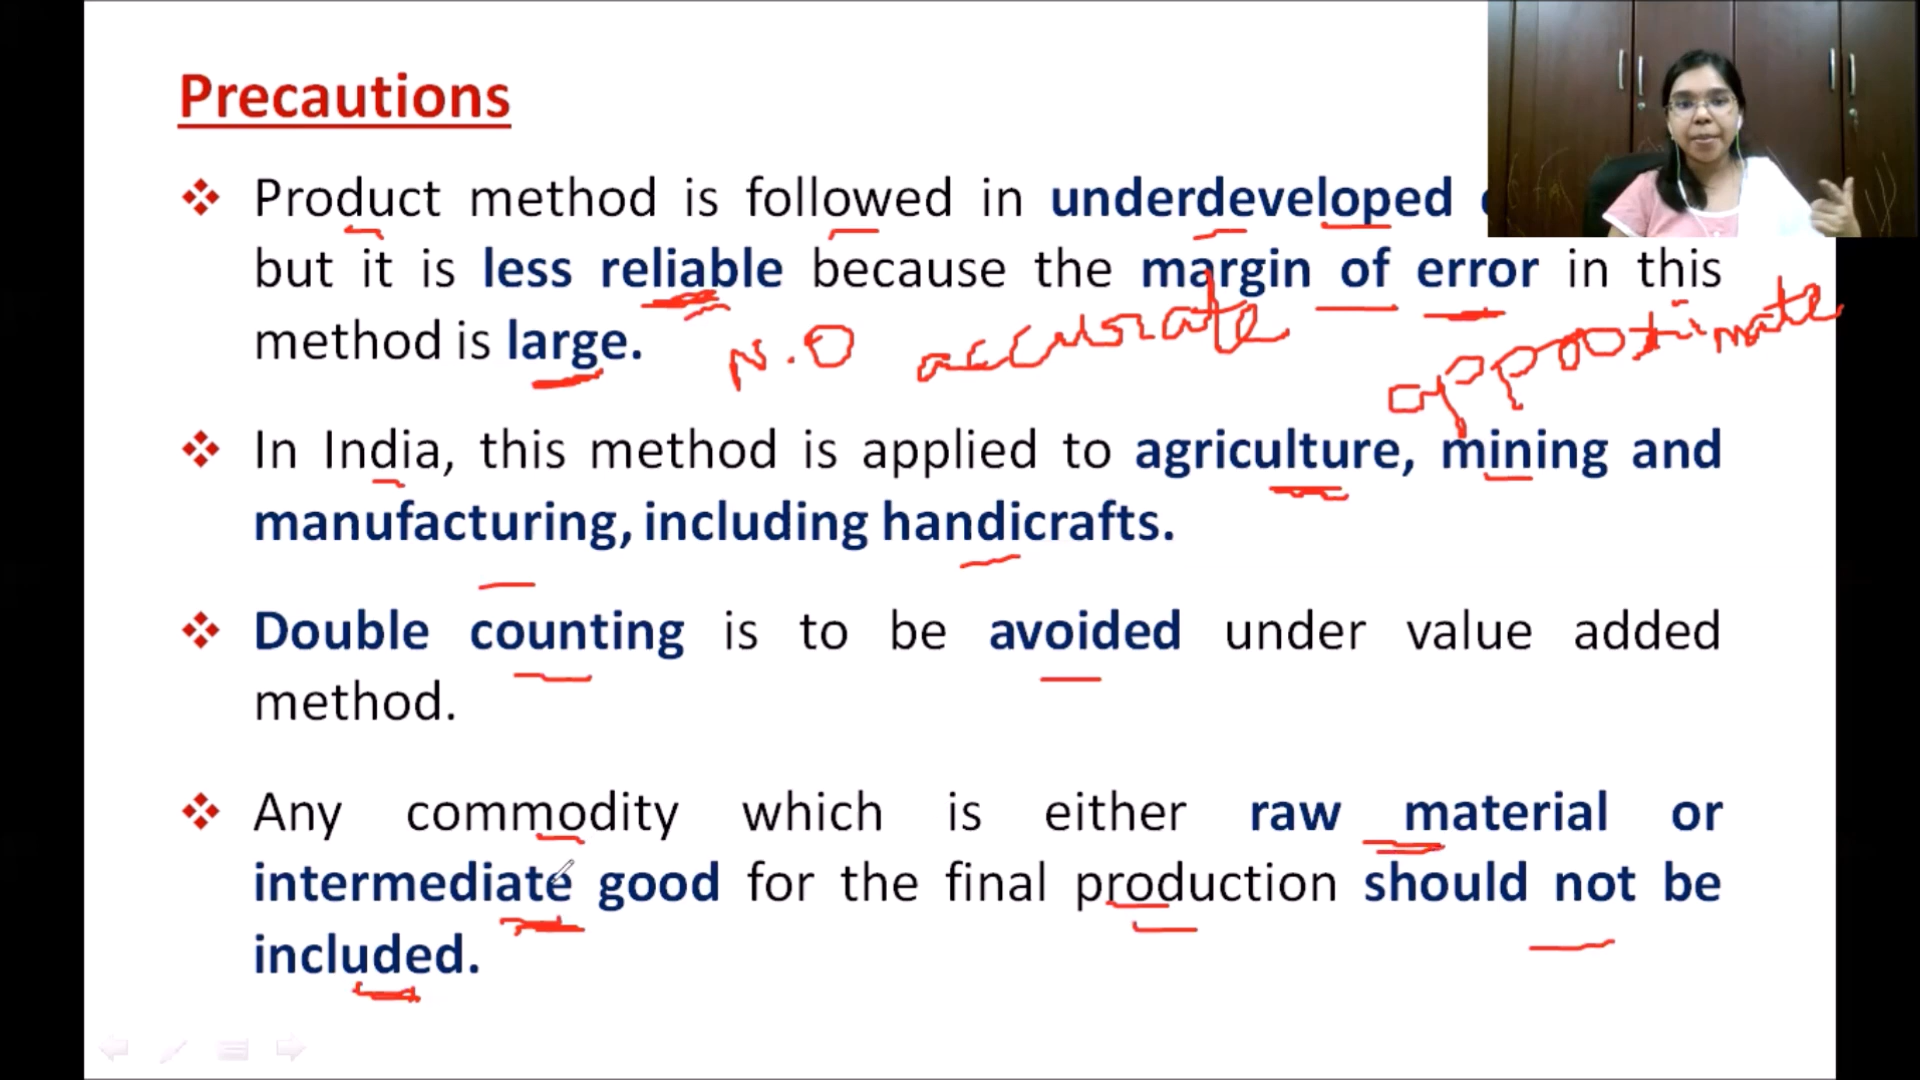 Precautions
Product method is followed in underdeveloped
but it is less reliable because the margin of error in this
method is large.
N.O accurate approximate
In India, this method is applied to agriculture, mining and
manufacturing, including handicrafts.
Double counting is to be avoided under value added
method.
Any commodity which is either raw material or
intermediate good for the final production should not be
included.